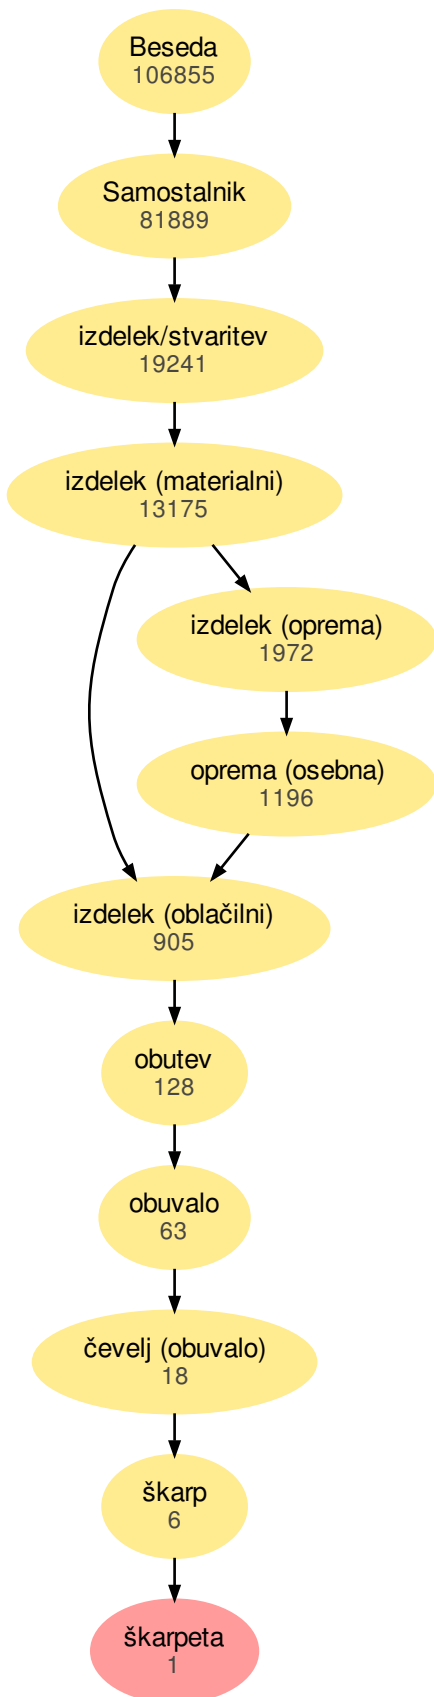 Beseda
106855
Samostalnik
81889
izdelek/stvaritev
19241
izdelek (materialni)
13175
izdelek (oprema)
1972
oprema (osebna)
1196
izdelek (oblačilni)
905
obutev
128
obuvalo
63
čevelj (obuvalo)
18
škarp
6
škarpeta
1